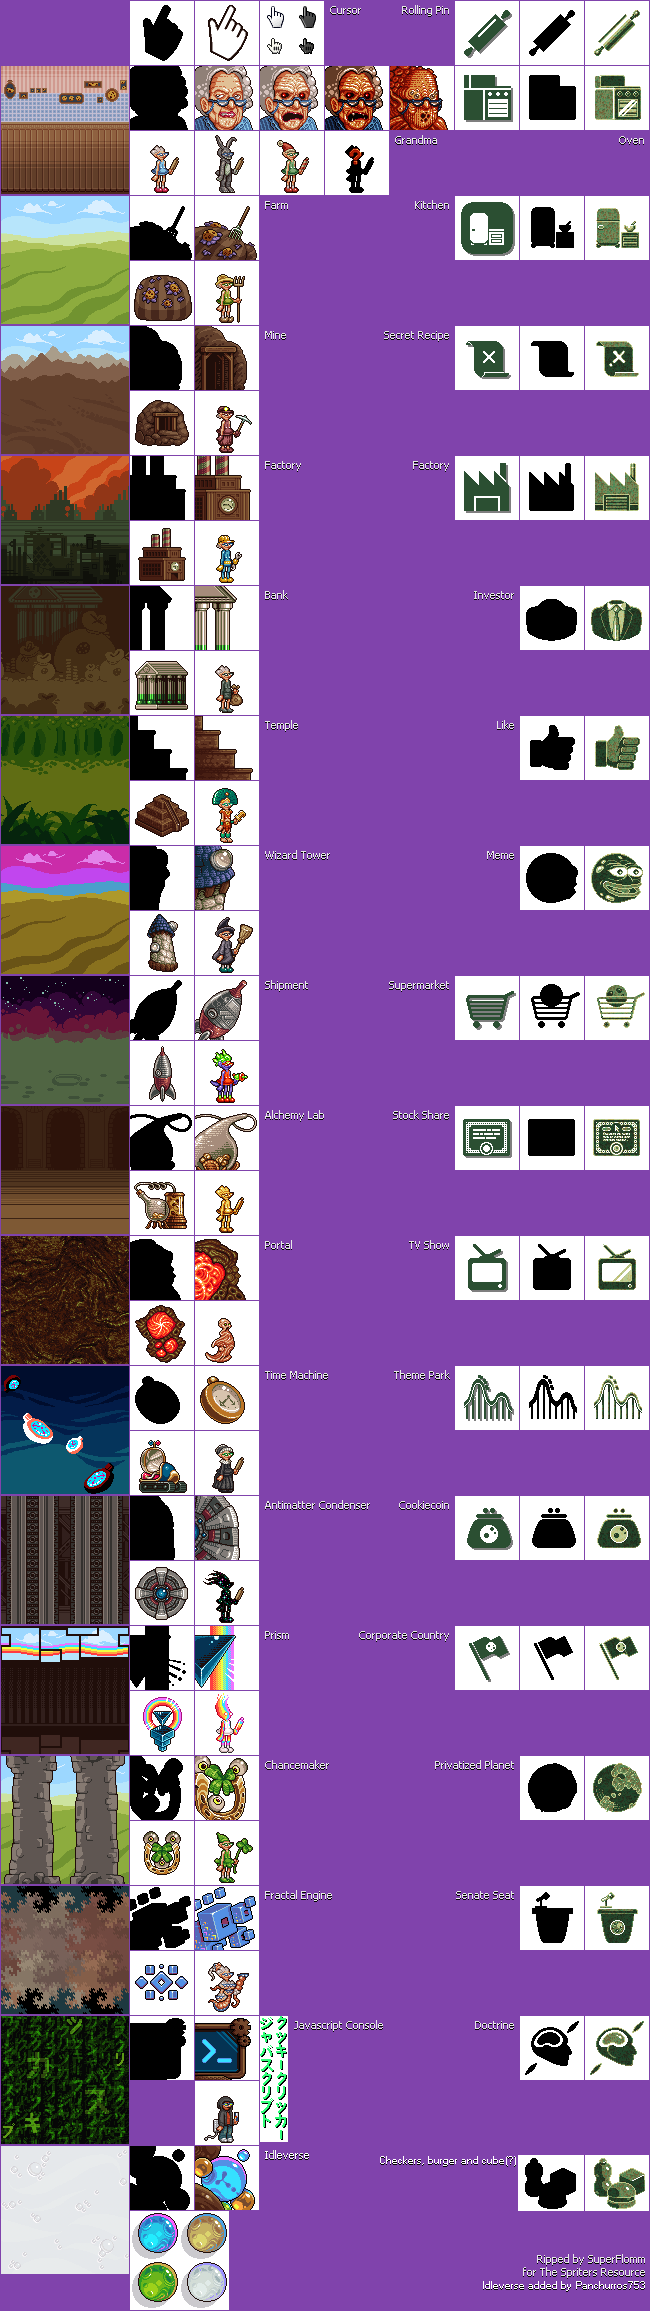 Cursor
Rolling Pin
Grandma
Oven
Farm
Kitchen
Mine
Secret Recipe
Factory
Factory
Bank
Investor
Temple
Like
Wizard Tower
Meme
Shipment
Supermarket
Alchemy Lab
Stock Share
Portal
TV Show
Time Machine
Theme Park
Antimatter Condenser
Cookiecoin
Prism
Corporate Country
Chancemaker
Privatized Planet
Fractal Engine
Senate Seat
クッキークリッカー
ジャバスクリプト
Javascript Console
Doctrine
Idleverse
Checkers, burger and cube(?)
Ripped by SuperFlomm
for The Spriters Resource
Idleverse added by Panchurros753